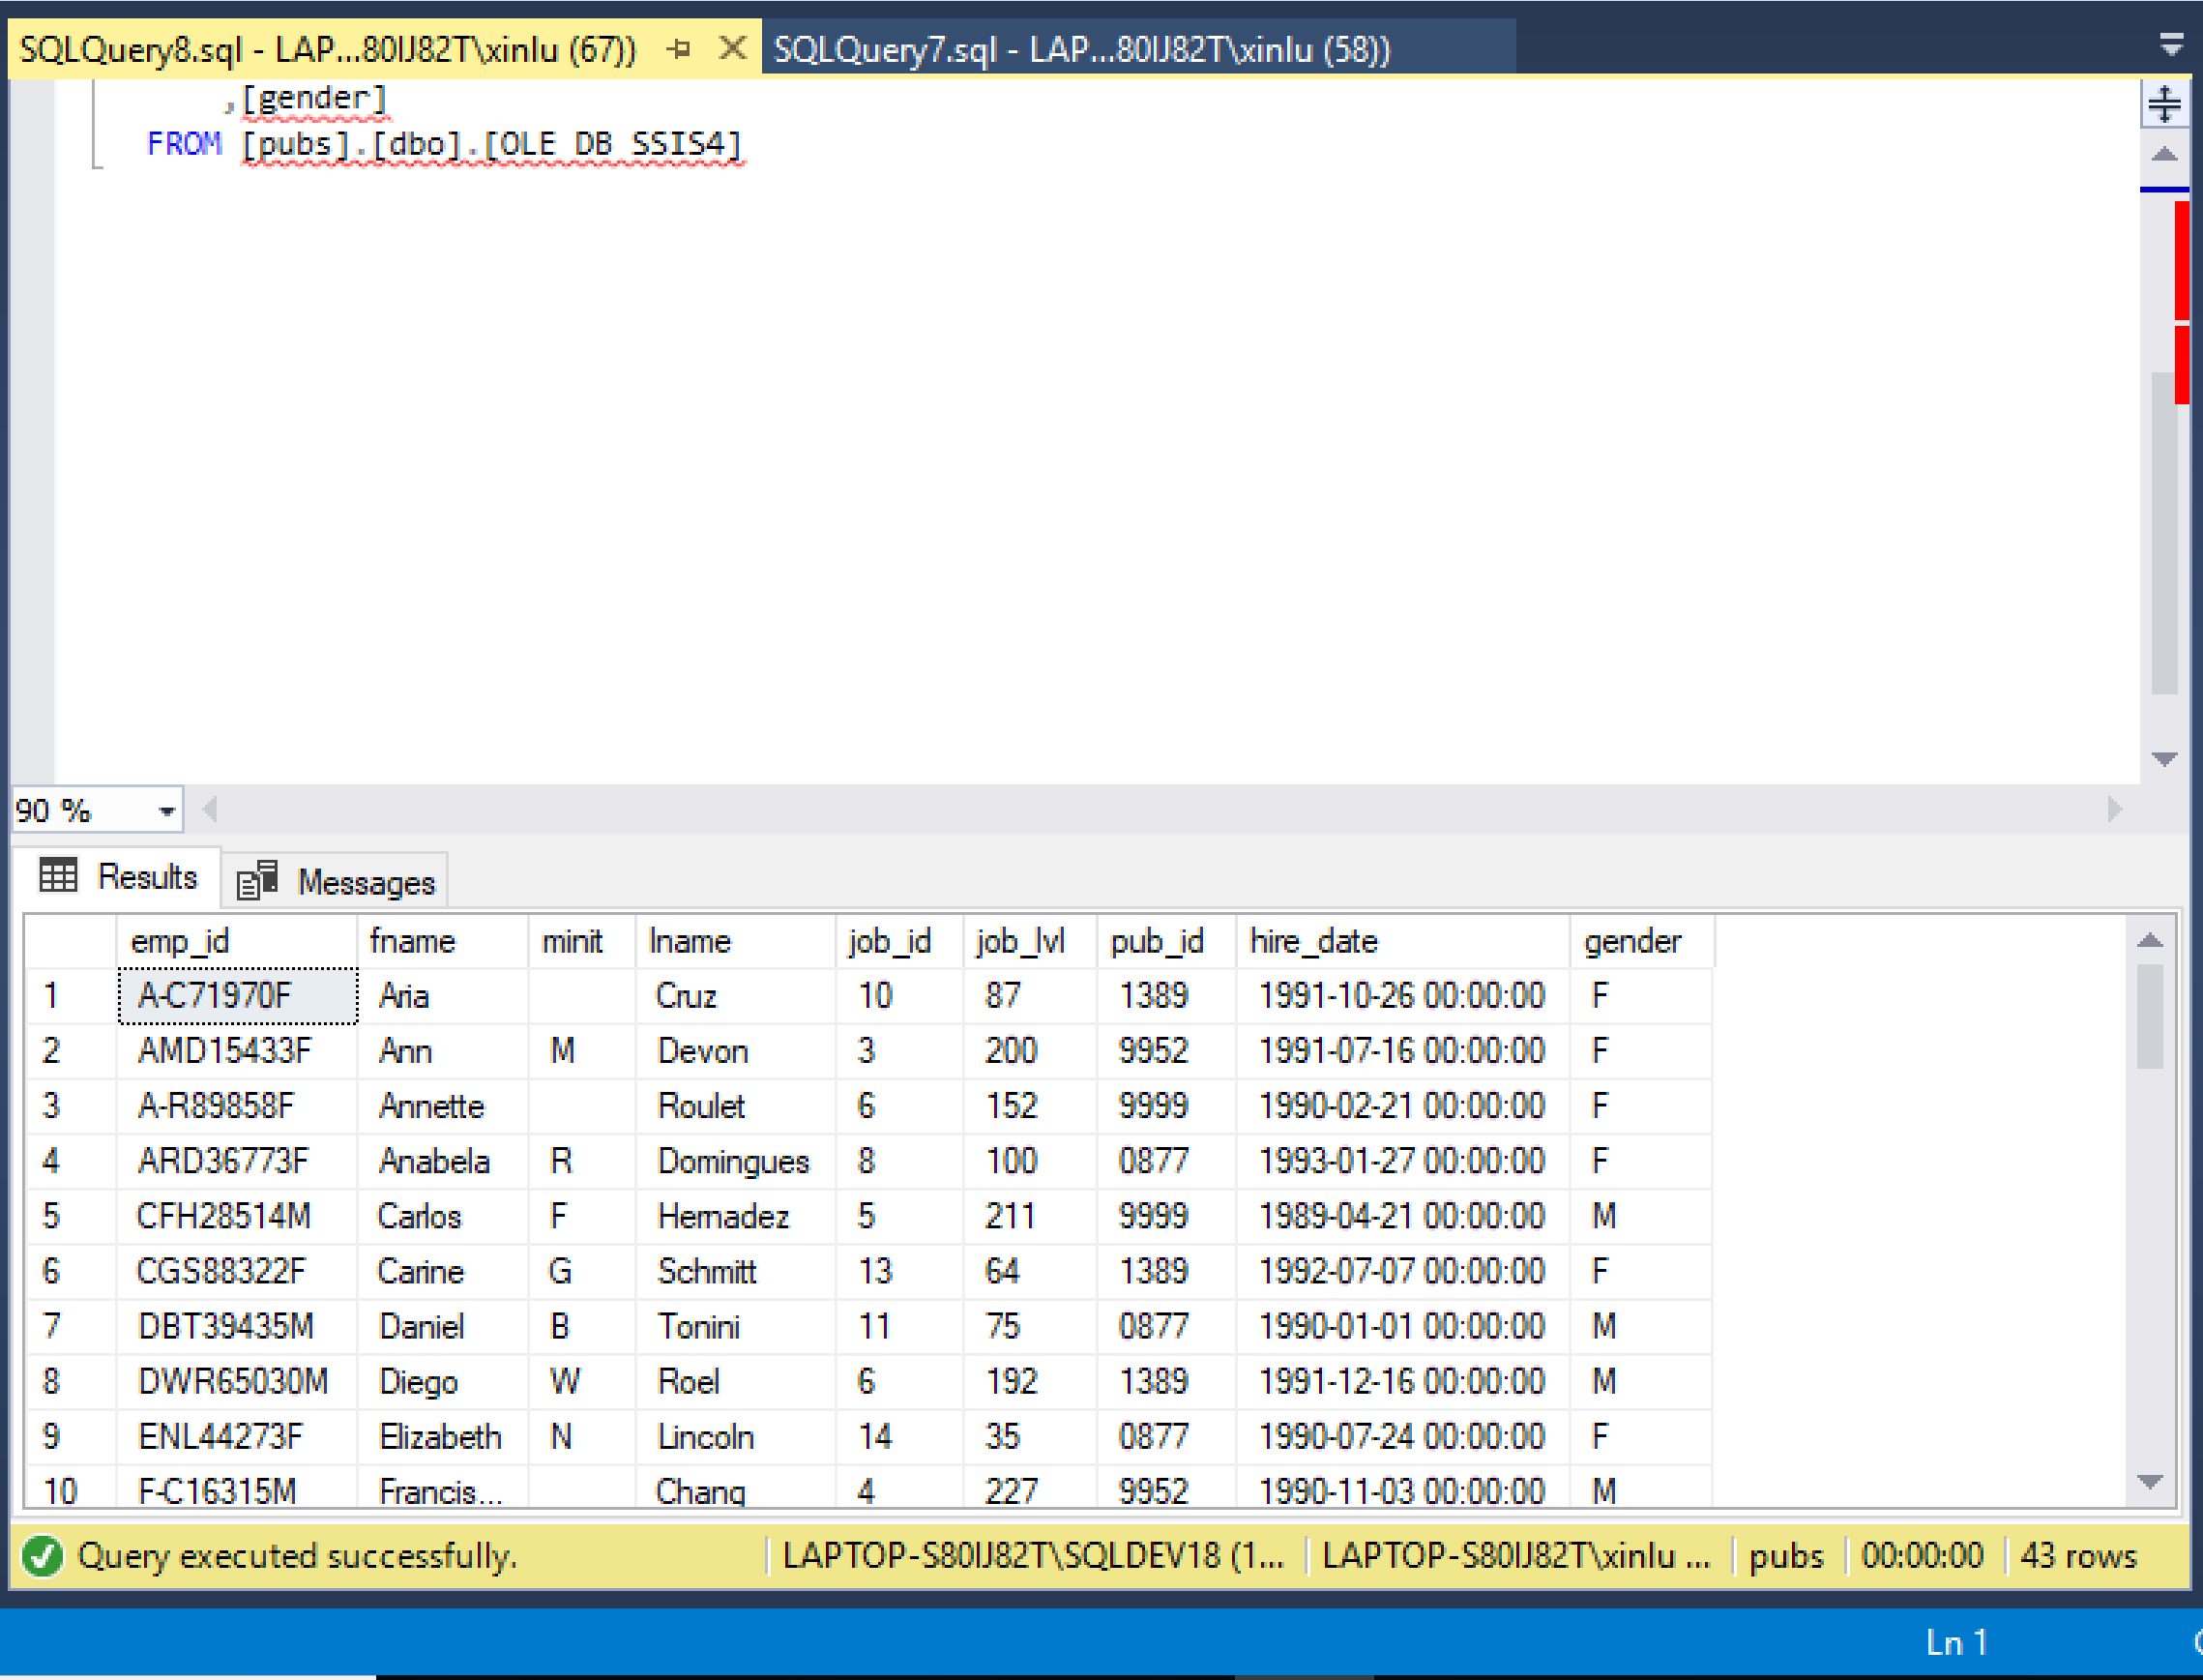 SQLQuery8.sql - LAP...80IJ82T\xinlu (67)) SQLQuery7.sql - LAP...80IJ82T\xinlu (58))
,[gender]
FROM [pubs].[dbo].[OLE DB SSIS4]
90 %
Results Messages
emp_id fname minit lname job_id job_lvl pub_id hire_date gender
1 A-C71970F Aria Cruz 10 87 1389 1991-10-26 00:00:00 F
2 AMD15433F Ann M Devon 3 200 9952 1991-07-16 00:00:00 F
3 A-R89858F Annette Roulet 6 152 9999 1990-02-21 00:00:00 F
4 ARD36773F Anabela R Domingues 8 100 0877 1993-01-27 00:00:00 F
5 CFH28514M Carlos F Hernadez 5 211 9999 1989-04-21 00:00:00 M
6 CGS88322F Carine G Schmitt 13 64 1389 1992-07-07 00:00:00 F
7 DBT39435M Daniel B Tonini 11 75 0877 1990-01-01 00:00:00 M
8 DWR65030M Diego W Roel 6 192 1389 1991-12-16 00:00:00 M
9 ENL44273F Elizabeth N Lincoln 14 35 0877 1990-07-24 00:00:00 F
10 F-C16315M Francis... Chang 4 227 9952 1990-11-03 00:00:00 M
Query executed successfully. LAPTOP-S80IJ82T\SQLDEV18 (1... LAPTOP-S80IJ82T\xinlu ... pubs 00:00:00 43 rows
Ln 1